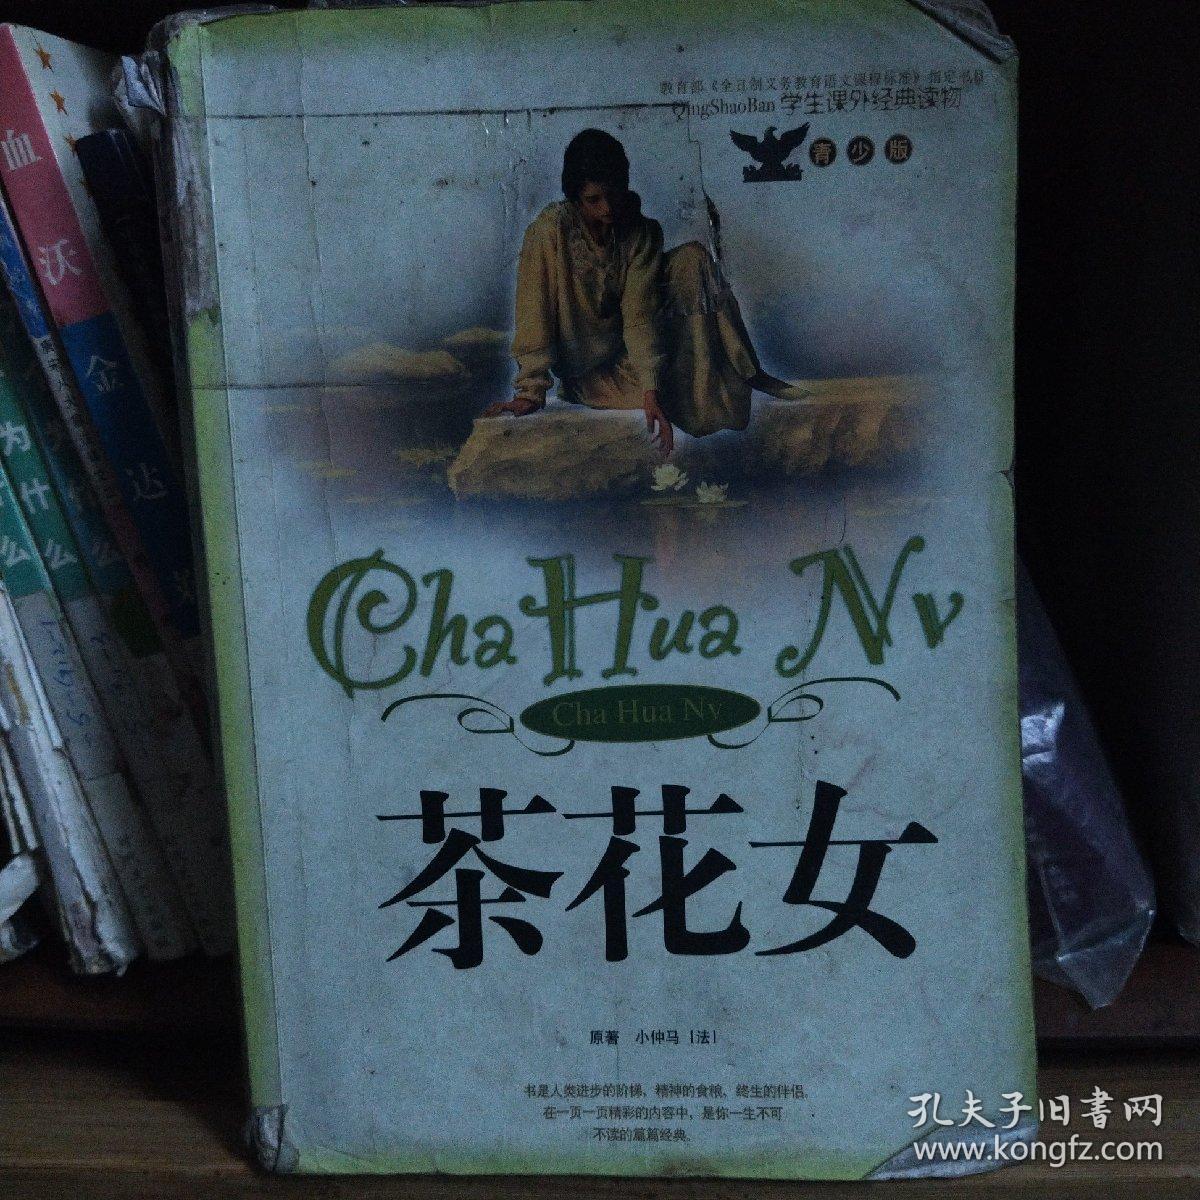 教育部《全日制义务教育语文课程标准》指定书目
QingShaoBan 学生课外经典读物
青少版
Cha Hua Nv
Cha Hua Nv
茶花女
原著 小仲马 [法]
书是人类进步的阶梯，精神的食粮，终生的伴侣。
在一页一页精彩的内容中，是你一生不可
不读的篇篇经典。
血沃金达
为什么
什么
孔夫子旧書网
www.kongfz.com